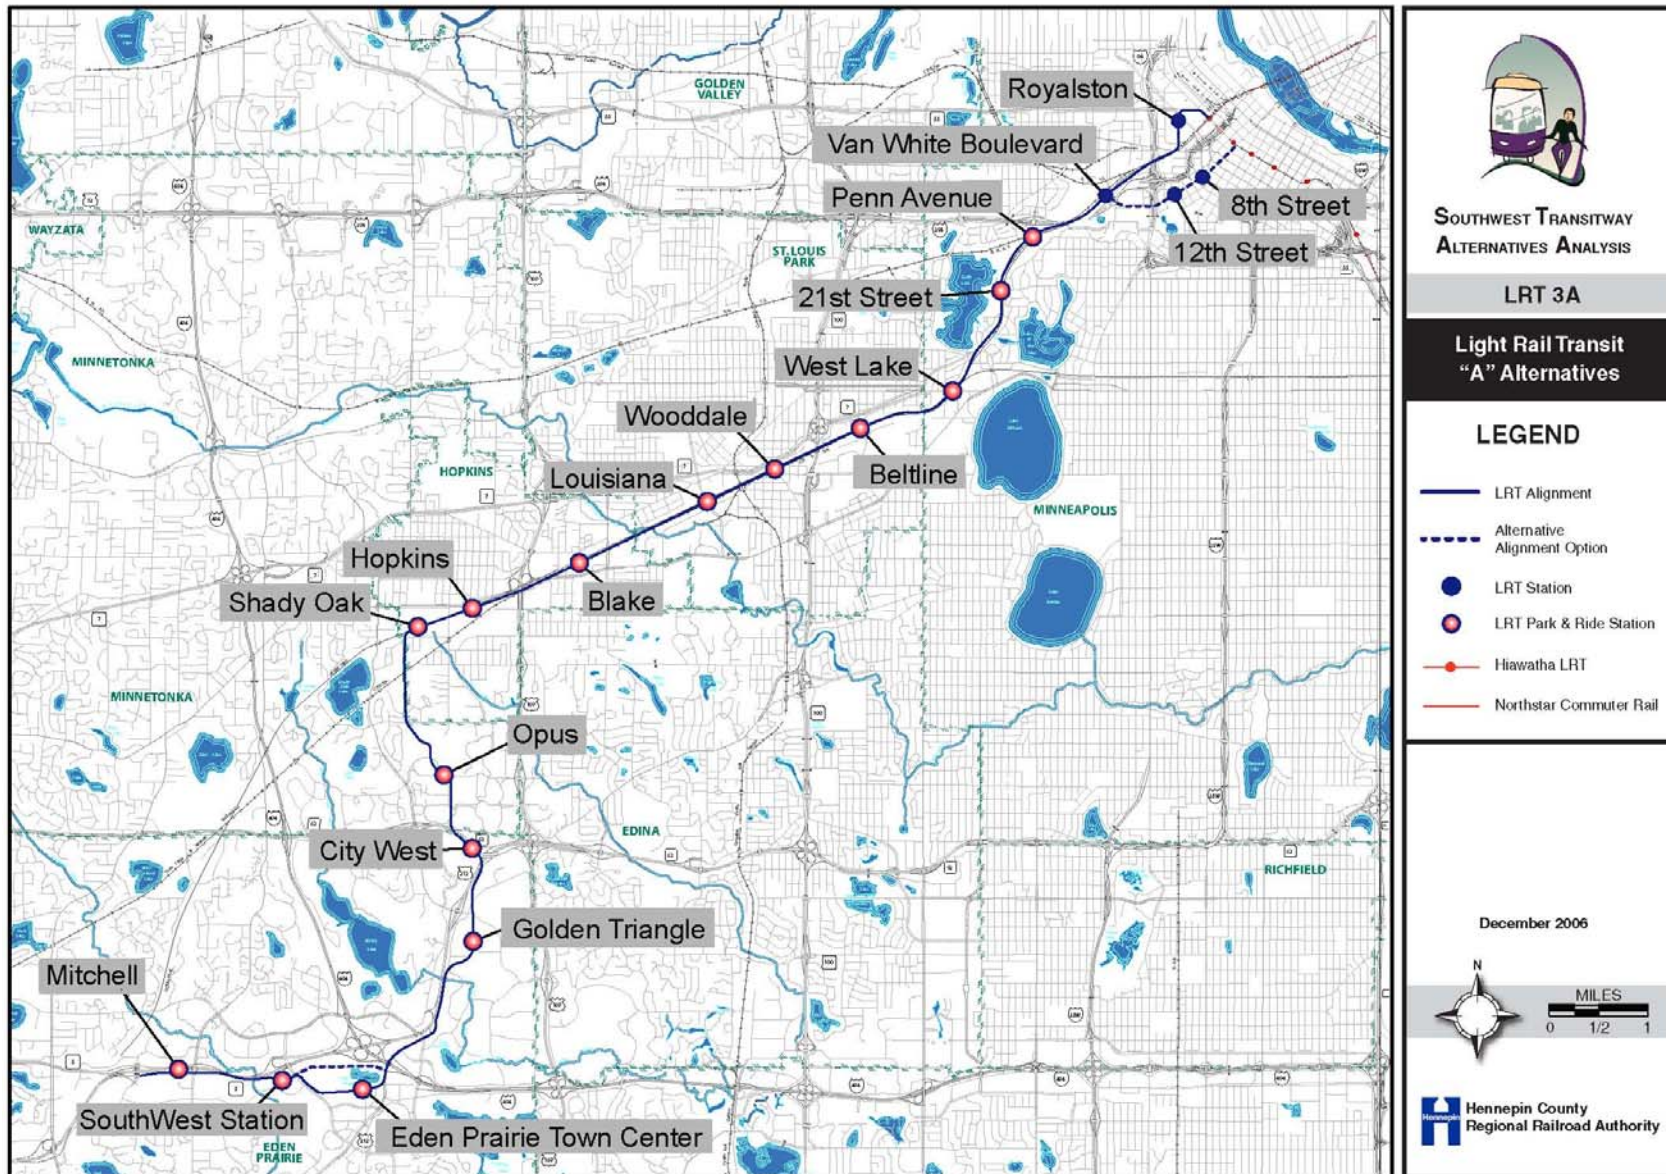 GOLDEN
VALLEY
Royalston
Van White Boulevard
Penn Avenue
8th Street
WAYZATA
ST.LOUIS
PARK
12th Street
21st Street
MINNETONKA
West Lake
Wooddale
HOPKINS
Louisiana
Beltline
MINNEAPOLIS
Hopkins
Shady Oak
Blake
MINNETONKA
Opus
City West
EDINA
RICHFIELD
Golden Triangle
Mitchell
SouthWest Station
Eden Prairie Town Center
EDEN
PRAIRIE
SOUTHWEST TRANSITWAY
ALTERNATIVES ANALYSIS
LRT 3A
Light Rail Transit
“A” Alternatives
LEGEND
LRT Alignment
Alternative
Alignment Option
LRT Station
LRT Park & Ride Station
Hiawatha LRT
Northstar Commuter Rail
December 2006
N
MILES
0 1/2 1
Hennepin
Hennepin County
Regional Railroad Authority